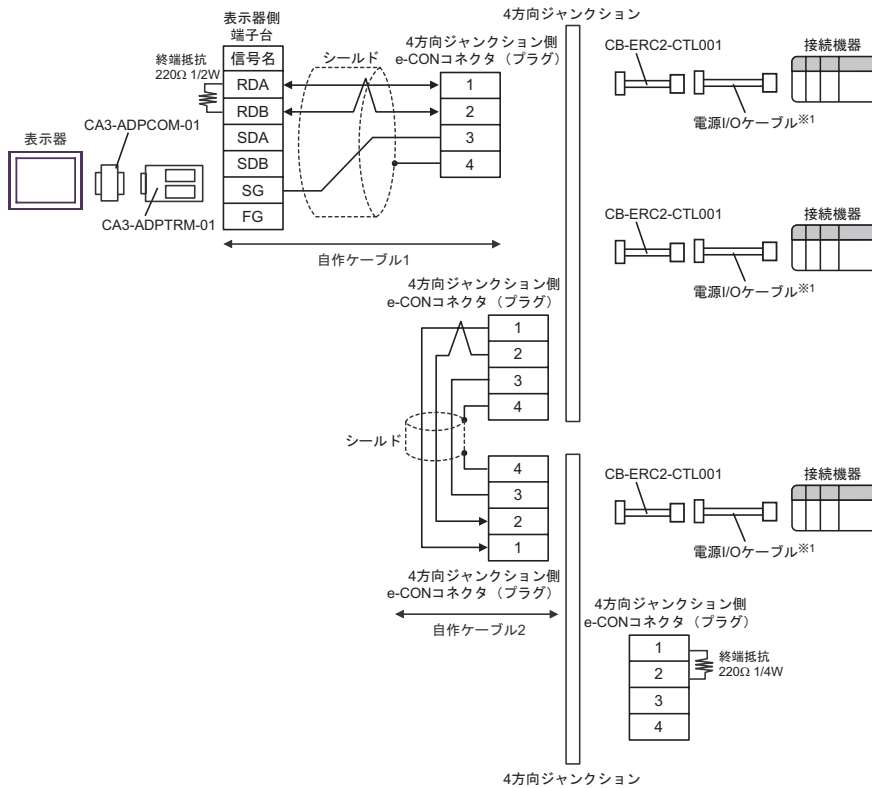 表示器
CA3-ADPCOM-01
CA3-ADPTRM-01
終端抵抗
220Ω 1/2W
表示器側
端子台
信号名
RDA
RDB
SDA
SDB
SG
FG
シールド
4方向ジャンクション側
e-CONコネクタ（プラグ）
1
2
3
4
自作ケーブル1
4方向ジャンクション
CB-ERC2-CTL001
接続機器
電源I/Oケーブル※1
CB-ERC2-CTL001
接続機器
電源I/Oケーブル※1
4方向ジャンクション側
e-CONコネクタ（プラグ）
1
2
3
4
シールド
4
3
2
1
4方向ジャンクション側
e-CONコネクタ（プラグ）
自作ケーブル2
CB-ERC2-CTL001
接続機器
電源I/Oケーブル※1
4方向ジャンクション側
e-CONコネクタ（プラグ）
1
2
3
4
終端抵抗
220Ω 1/4W
4方向ジャンクション